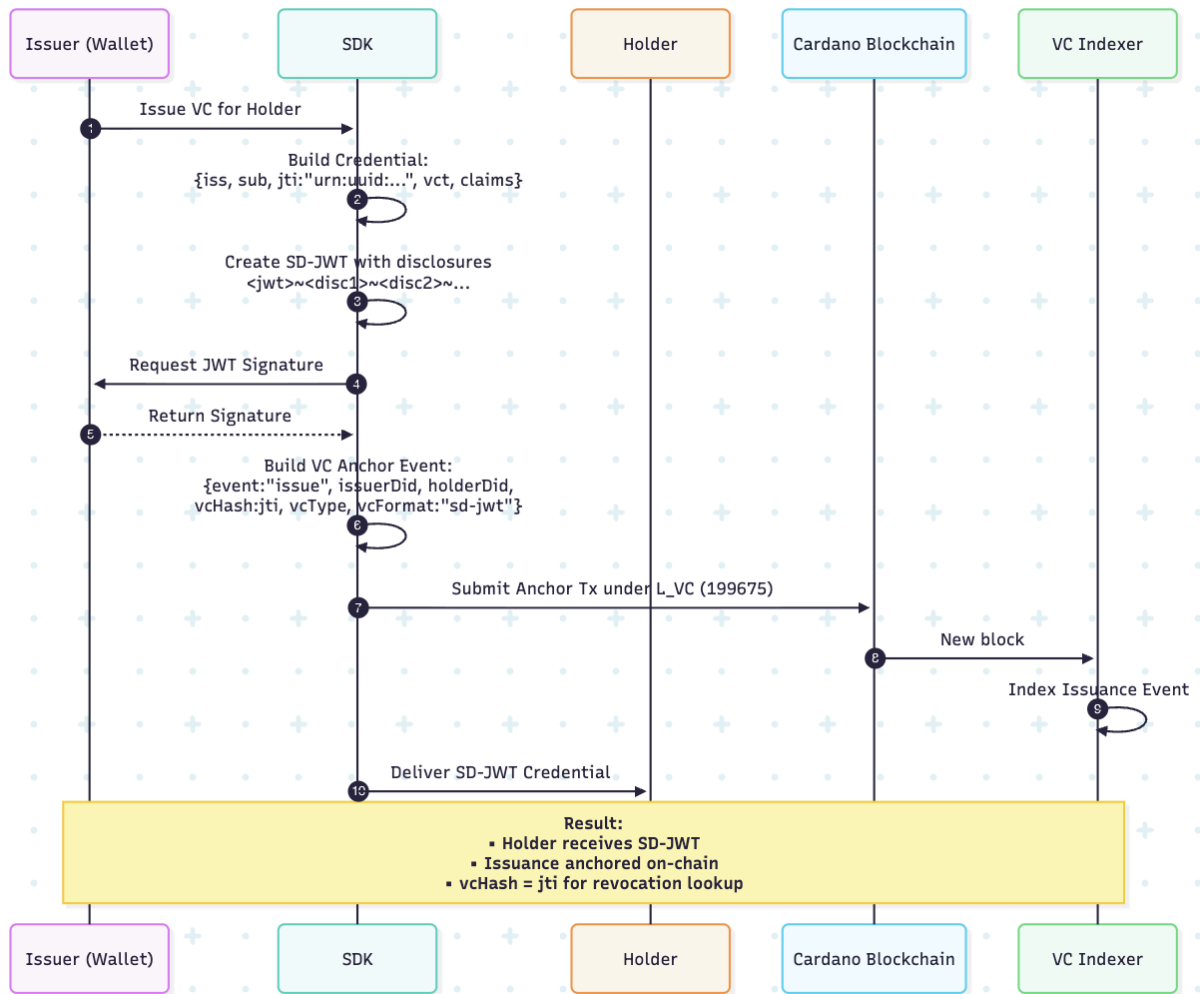 Issuer (Wallet)
SDK
Holder
Cardano Blockchain
VC Indexer
Issue VC for Holder
1
Build Credential:
{iss, sub, jti:"urn:uuid:...", vct, claims}
2
Create SD-JWT with disclosures
<jwt>~<disc1>~<disc2>~...
3
Request JWT Signature
4
Return Signature
5
Build VC Anchor Event:
{event:"issue", issuerDid, holderDid,
vcHash:jti, vcType, vcFormat:"sd-jwt"}
6
Submit Anchor Tx under L_VC (199675)
7
New block
8
Index Issuance Event
9
Deliver SD-JWT Credential
10
Result:
▪ Holder receives SD-JWT
▪ Issuance anchored on-chain
▪ vcHash = jti for revocation lookup
Issuer (Wallet)
SDK
Holder
Cardano Blockchain
VC Indexer